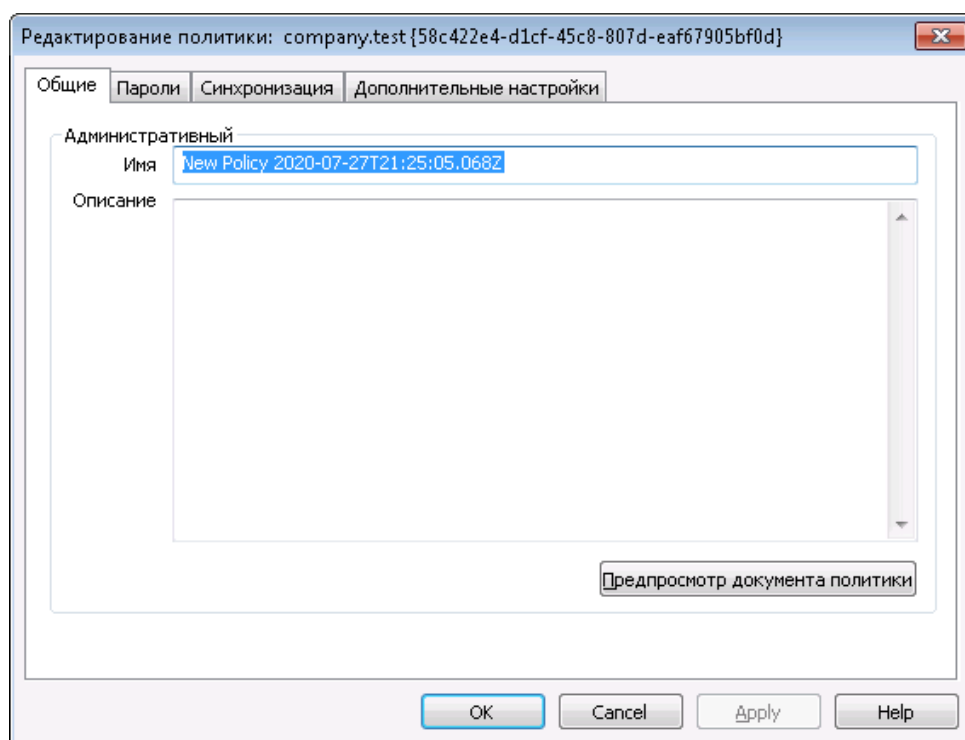 Редактирование политики: company.test {58c422e4-d1cf-45c8-807d-eaf67905bf0d}
Общие Пароли Синхронизация Дополнительные настройки
Административный
Имя New Policy 2020-07-27T21:25:05.068Z
Описание
Предпросмотр документа политики
OK Cancel Apply Help